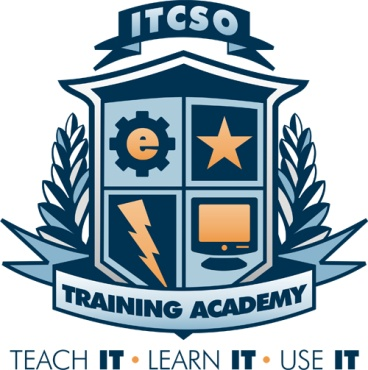 ITCSO
e
TRAINING ACADEMY
TEACH IT • LEARN IT • USE IT